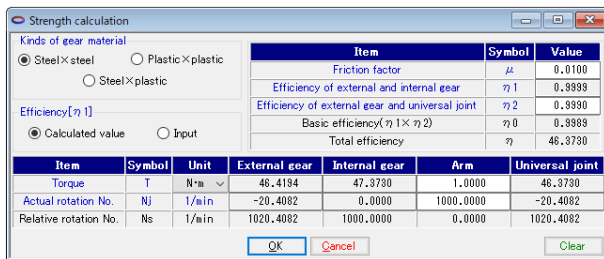 Strength calculation
Kinds of gear material
Steel×steel
Plastic×plastic
Steel×plastic
Efficiency[η1]
Calculated value
Input
Item Symbol Value
Friction factor μ 0.0100
Efficiency of external and internal gear η1 0.9999
Efficiency of external gear and universal joint η2 0.9990
Basic efficiency(η1×η2) η0 0.9989
Total efficiency η 46.3730
Item Symbol Unit External gear Internal gear Arm Universal joint
Torque T N·m 46.4194 47.3730 1.0000 46.3730
Actual rotation No. Nj 1/min -20.4082 0.0000 1000.0000 -20.4082
Relative rotation No. Ns 1/min 1020.4082 1000.0000 0.0000 1020.4082
OK Cancel Clear